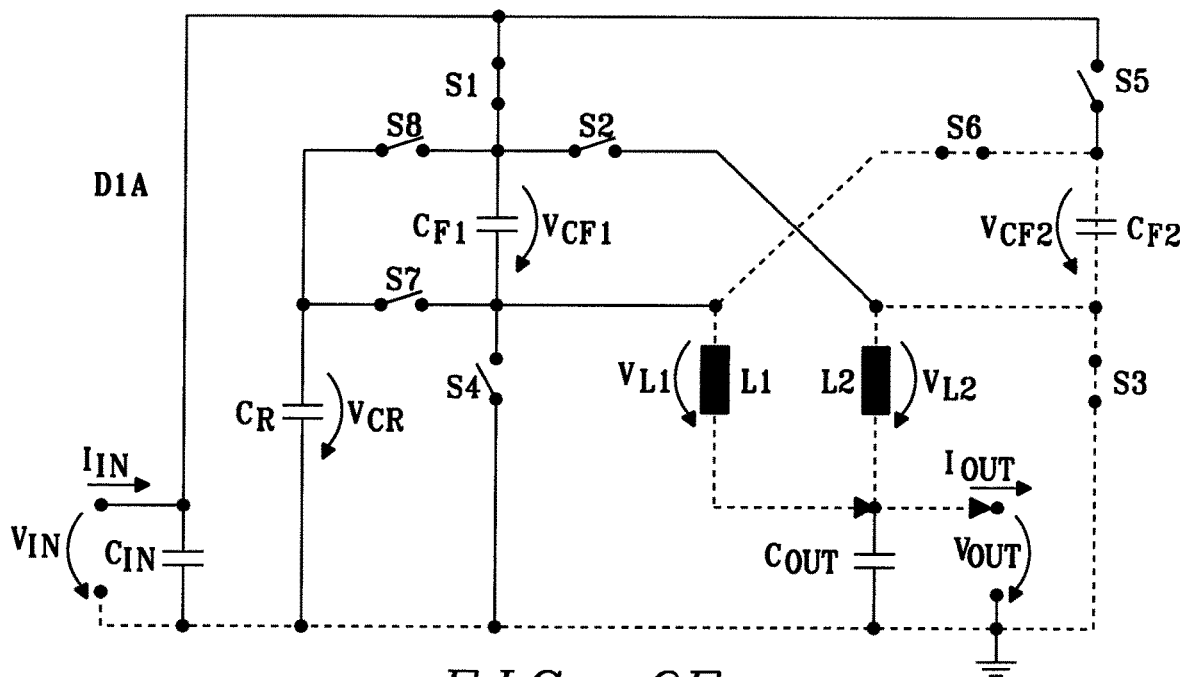 S1
S5
S8
S2
S6
D1A
CF1
VCF1
VCF2
CF2
S7
S4
VL1
L1
L2
VL2
S3
CR
VCR
IIN
IOUT
VIN
CIN
COUT
VOUT